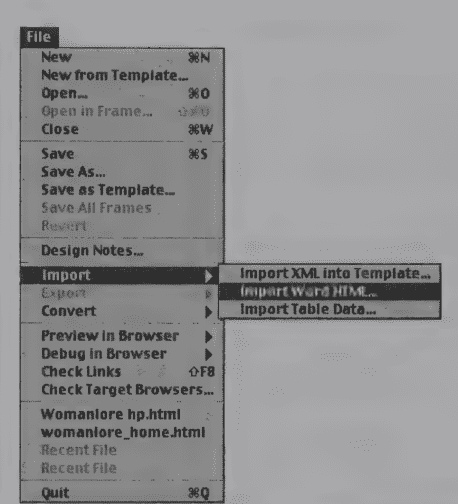 File
New ⌘N
New from Template...
Open... ⌘O
Open in Frame... ⇧⌘O
Close ⌘W
Save ⌘S
Save As...
Save as Template...
Save All Frames
Revert
Design Notes...
Import
Import XML into Template...
Export
Import Word HTML...
Convert
Import Table Data...
Preview in Browser
Debug in Browser
Check Links ⇧F8
Check Target Browsers...
Womanlore hp.html
womanlore_home.html
Recent File
Recent File
Quit ⌘Q